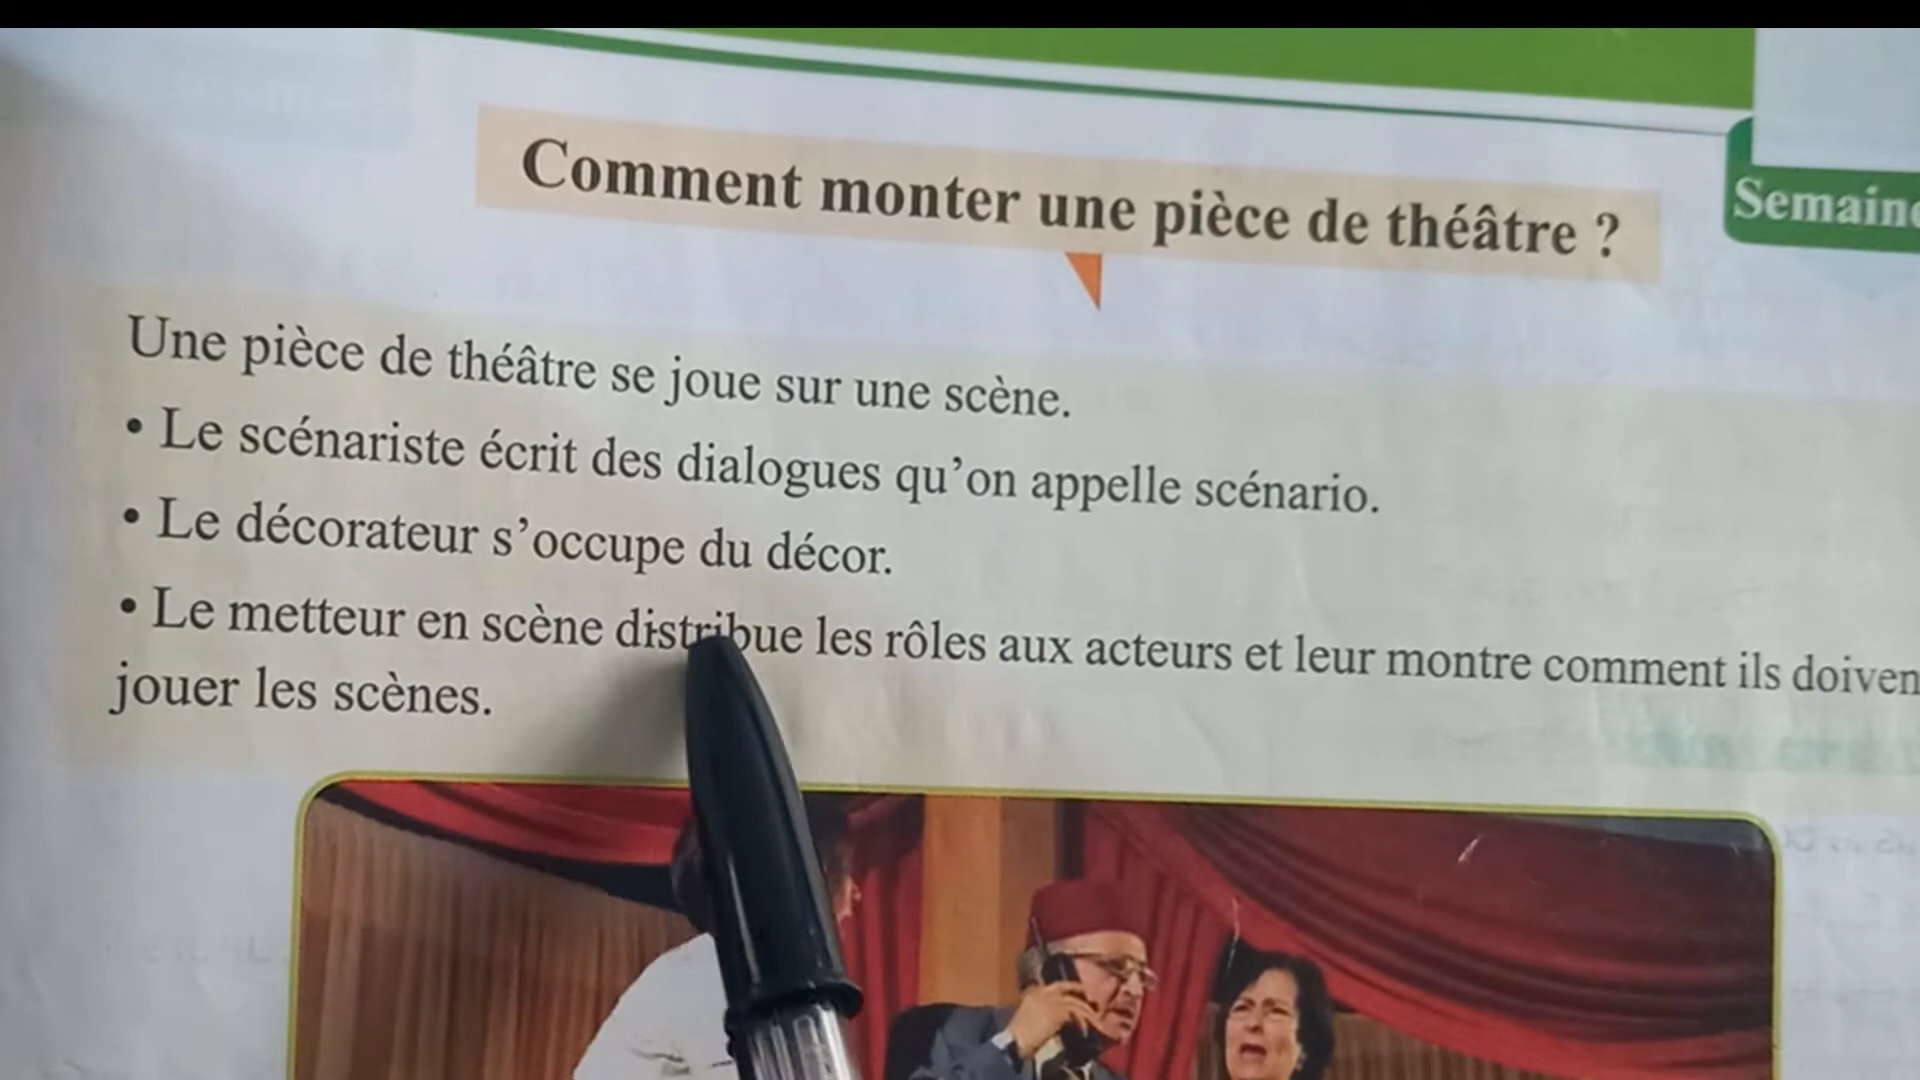 Comment monter une pièce de théâtre ?
Semaine
Une pièce de théâtre se joue sur une scène.
• Le scénariste écrit des dialogues qu'on appelle scénario.
• Le décorateur s'occupe du décor.
• Le metteur en scène distribue les rôles aux acteurs et leur montre comment ils doiven
jouer les scènes.